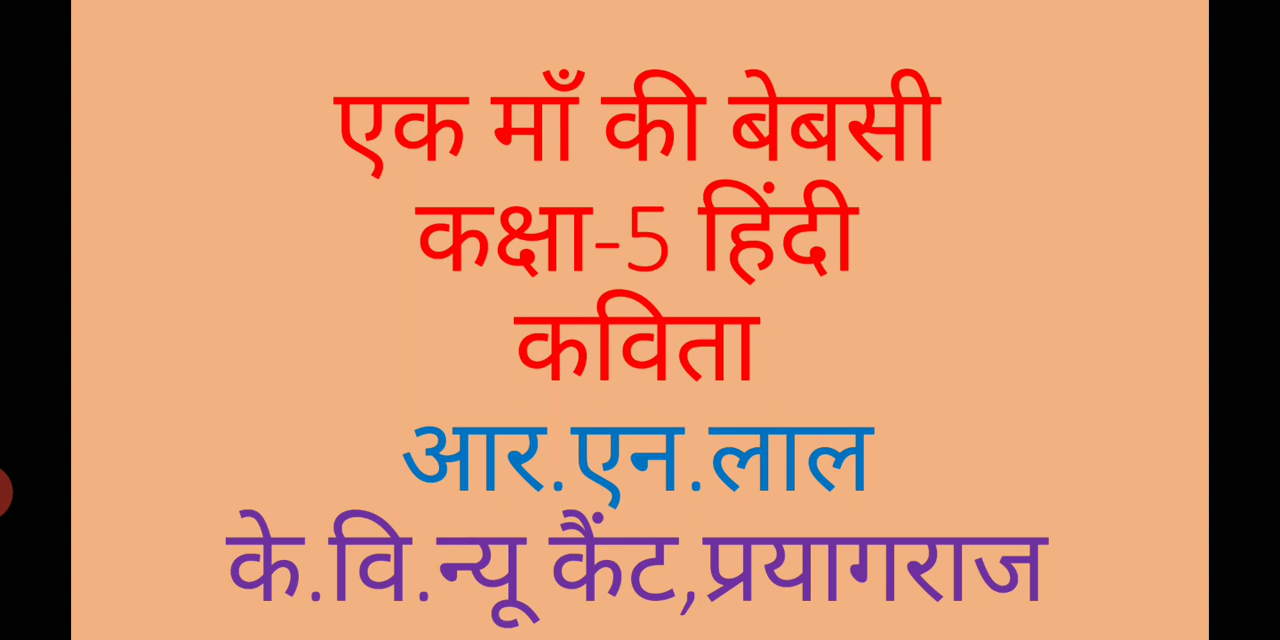 एक माँ की बेबसी
कक्षा-5 हिंदी
कविता
आर.एन.लाल
के.वि.न्यू कैंट,प्रयागराज